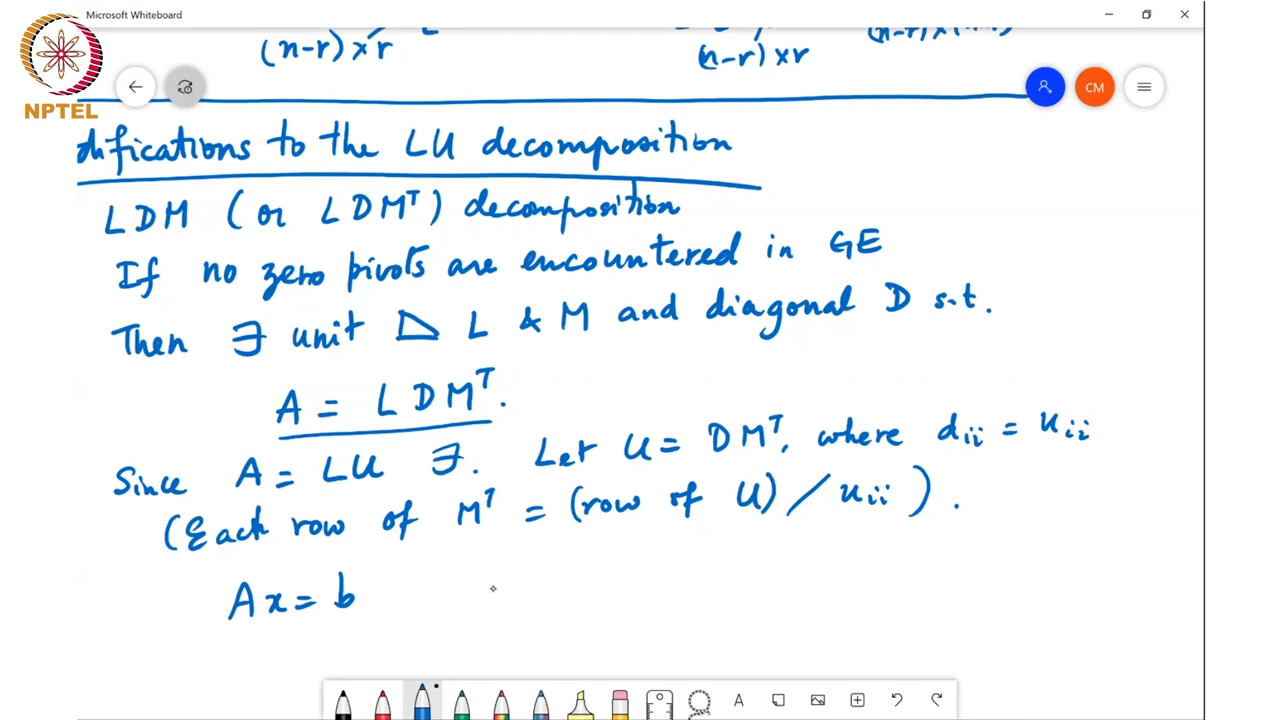 Microsoft Whiteboard
NPTEL
(n-r) × r
(n-r) × r
CM
difications to the LU decomposition
LDM (or LDMᵀ) decomposition
If no zero pivots are encountered in GE
Then ∃ unit ◺ L & M and diagonal D s.t.
A = LDMᵀ.
Since A = LU ∃. Let U = DMᵀ, where dᵢᵢ = uᵢᵢ
(Each row of Mᵀ = (row of U) / uᵢᵢ).
Ax = b
A